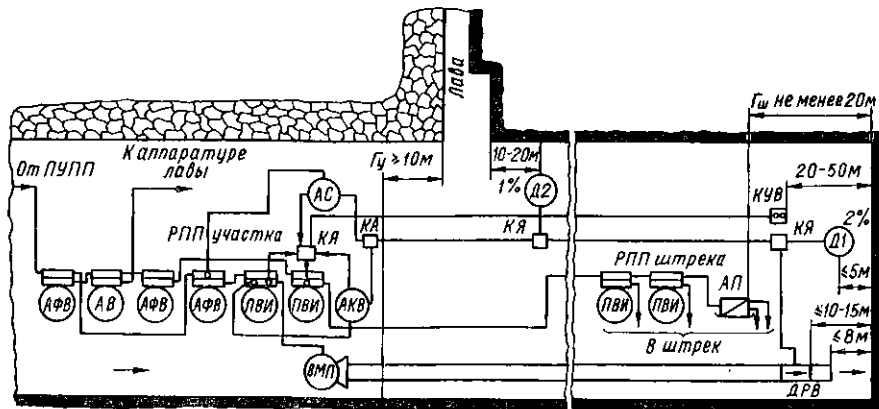 Лава
Гш не менее 20м
От ПУПП
К аппаратуре
лавы
Гу ≥ 10м
10-20м
20-50м
АС
1%
Д2
КУВ
РПП участка
КЯ
КА
КЯ
КЯ
Д1
2%
РПП штрека
АП
≤5м
АФВ
АВ
АФВ
АФВ
ПВИ
ПВИ
АКВ
ПВИ
ПВИ
≤10-15м
В штрек
≤8м
ВМП
ДРВ